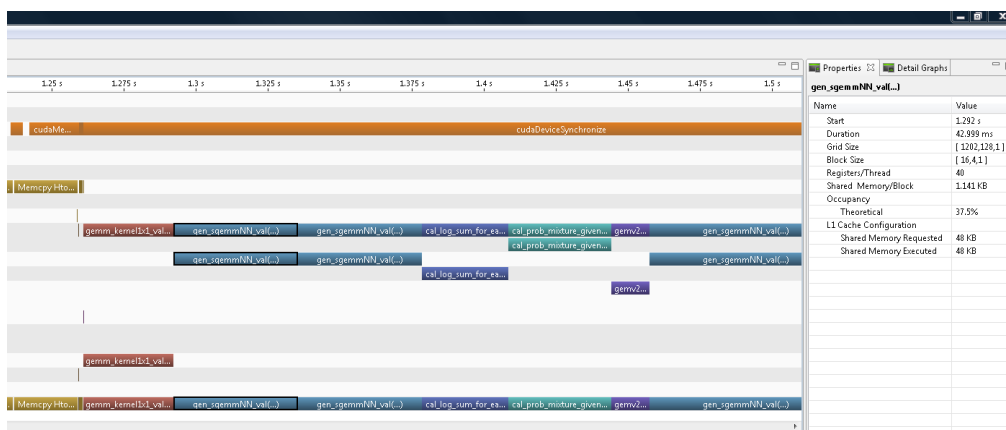 Properties Detail Graphs
1.25 s 1.275 s 1.3 s 1.325 s 1.35 s 1.375 s 1.4 s 1.425 s 1.45 s 1.475 s 1.5 s
gen_sgemmNN_val(...)
Name Value
Start 1.292 s
Duration 42.999 ms
Grid Size [ 1202,128,1 ]
Block Size [ 16,4,1 ]
Registers/Thread 40
Shared Memory/Block 1.141 KB
Occupancy
Theoretical 37.5%
L1 Cache Configuration
Shared Memory Requested 48 KB
Shared Memory Executed 48 KB
cudaMe... cudaDeviceSynchronize
Memcpy Hto...
gemm_kernel1x1_val... gen_sgemmNN_val(...) gen_sgemmNN_val(...) cal_log_sum_for_ea... cal_prob_mixture_given... gemv2... gen_sgemmNN_val(...)
cal_prob_mixture_given...
gen_sgemmNN_val(...) gen_sgemmNN_val(...) gen_sgemmNN_val(...)
cal_log_sum_for_ea...
gemv2...
gemm_kernel1x1_val...
Memcpy Hto... gemm_kernel1x1_val... gen_sgemmNN_val(...) gen_sgemmNN_val(...) cal_log_sum_for_ea... cal_prob_mixture_given... gemv2... gen_sgemmNN_val(...)